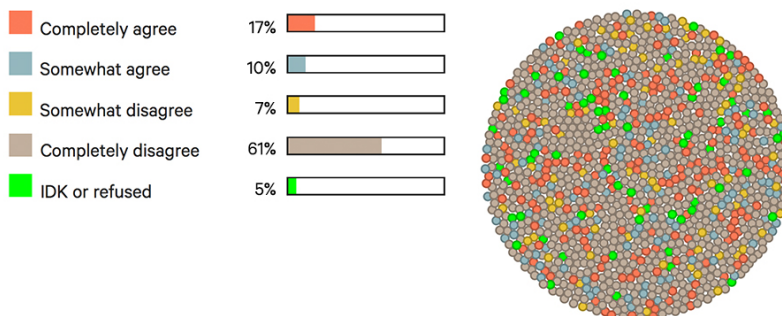 Completely agree 17%
Somewhat agree 10%
Somewhat disagree 7%
Completely disagree 61%
IDK or refused 5%